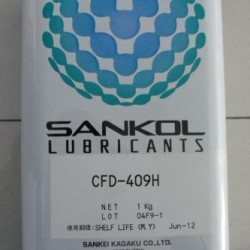 SANKOL
LUBRICANTS
CFD-409H
NET 1 Kg
LOT 04F9-1
使用期限:SHELF LIFE (M.Y) Jun-12
SANKEI KAGAKU CO., LTD.